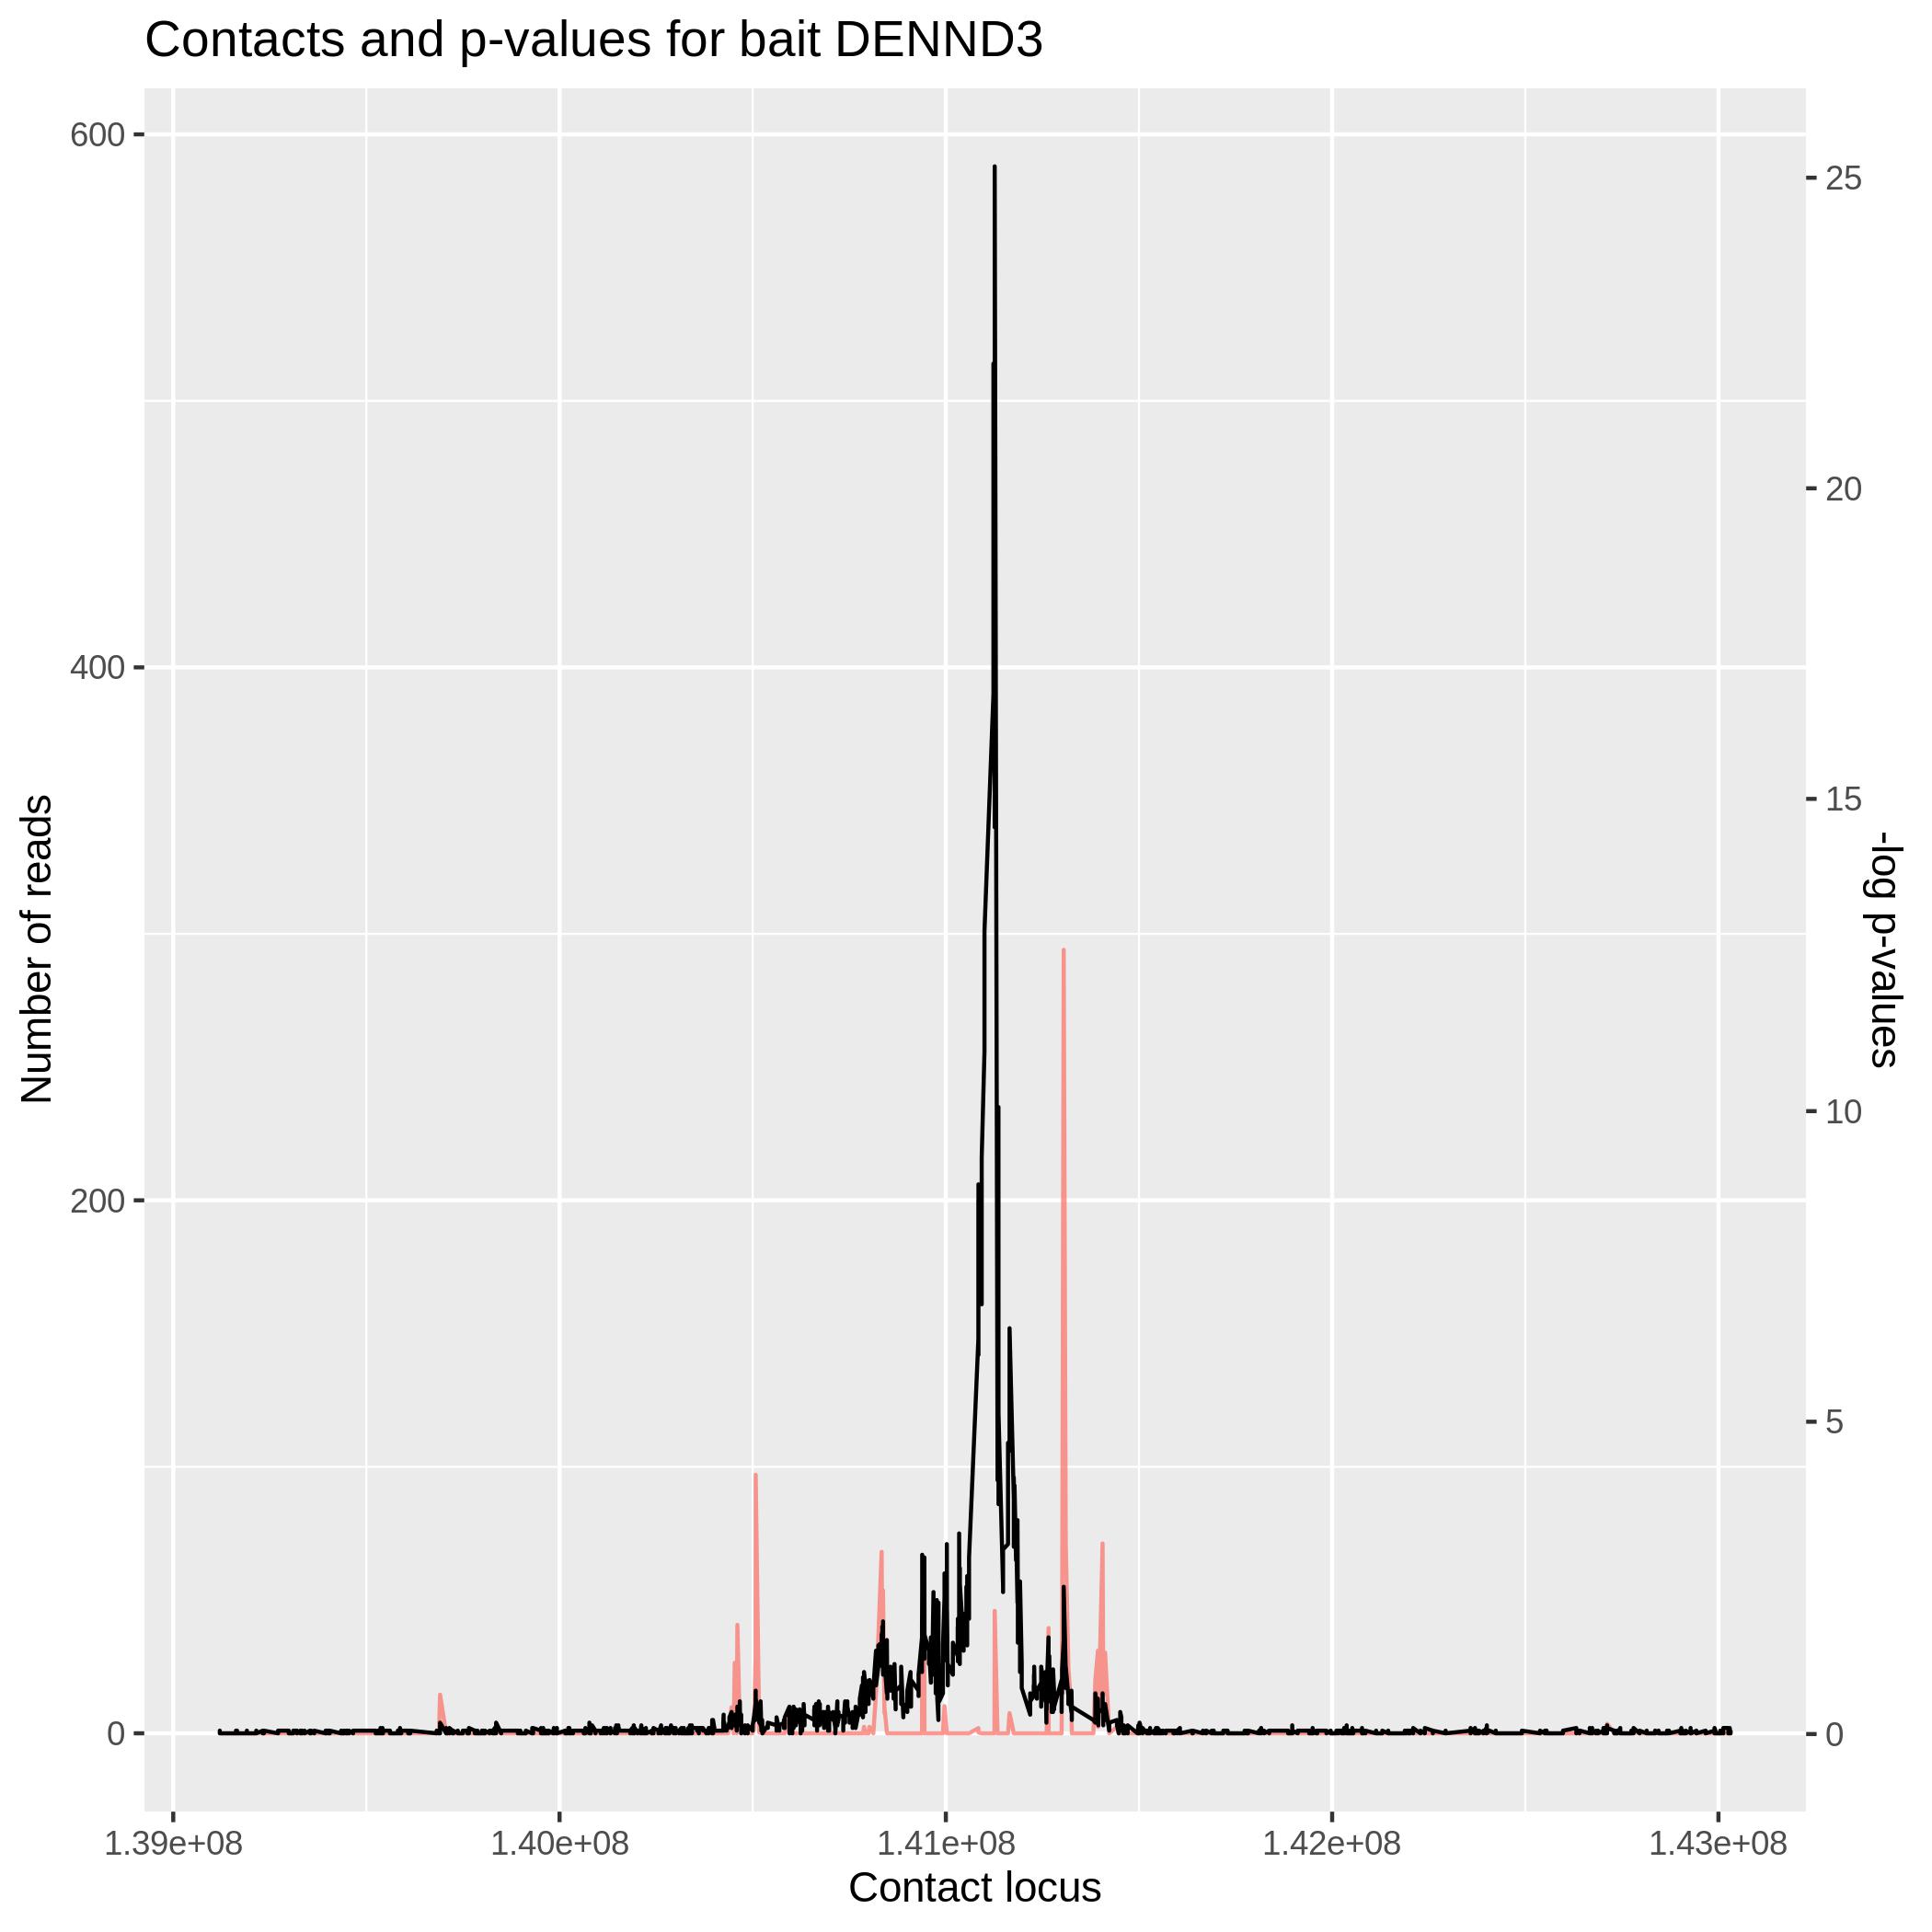 Contacts and p-values for bait DENND3
600
400
200
0
Number of reads
25
20
15
10
5
0
-log p-values
1.39e+08 1.40e+08 1.41e+08 1.42e+08 1.43e+08
Contact locus